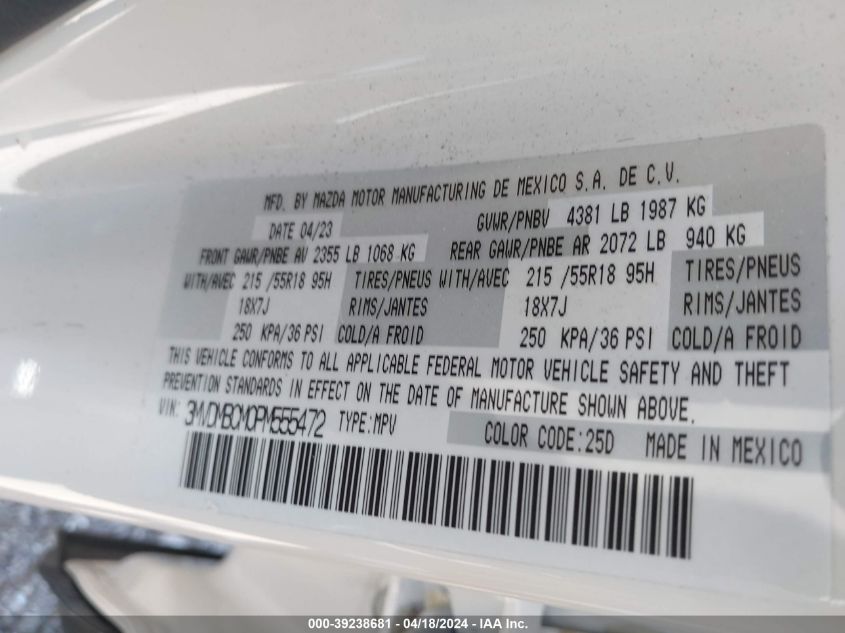 MFD. BY MAZDA MOTOR MANUFACTURING DE MEXICO S.A. DE C.V.
DATE 04/23 GVWR/PNBV 4381 LB 1987 KG
FRONT GAWR/PNBE AV 2355 LB 1068 KG REAR GAWR/PNBE AR 2072 LB 940 KG
WITH/AVEC 215 /55R18 95H TIRES/PNEUS WITH/AVEC 215 /55R18 95H TIRES/PNEUS
18X7J RIMS/JANTES 18X7J RIMS/JANTES
250 KPA/36 PSI COLD/A FROID 250 KPA/36 PSI COLD/A FROID
THIS VEHICLE CONFORMS TO ALL APPLICABLE FEDERAL MOTOR VEHICLE SAFETY AND THEFT
PREVENTION STANDARDS IN EFFECT ON THE DATE OF MANUFACTURE SHOWN ABOVE.
VIN: 3MVDMBCM0PM555472 TYPE:MPV COLOR CODE:25D MADE IN MEXICO
000-39238681 - 04/18/2024 - IAA Inc.